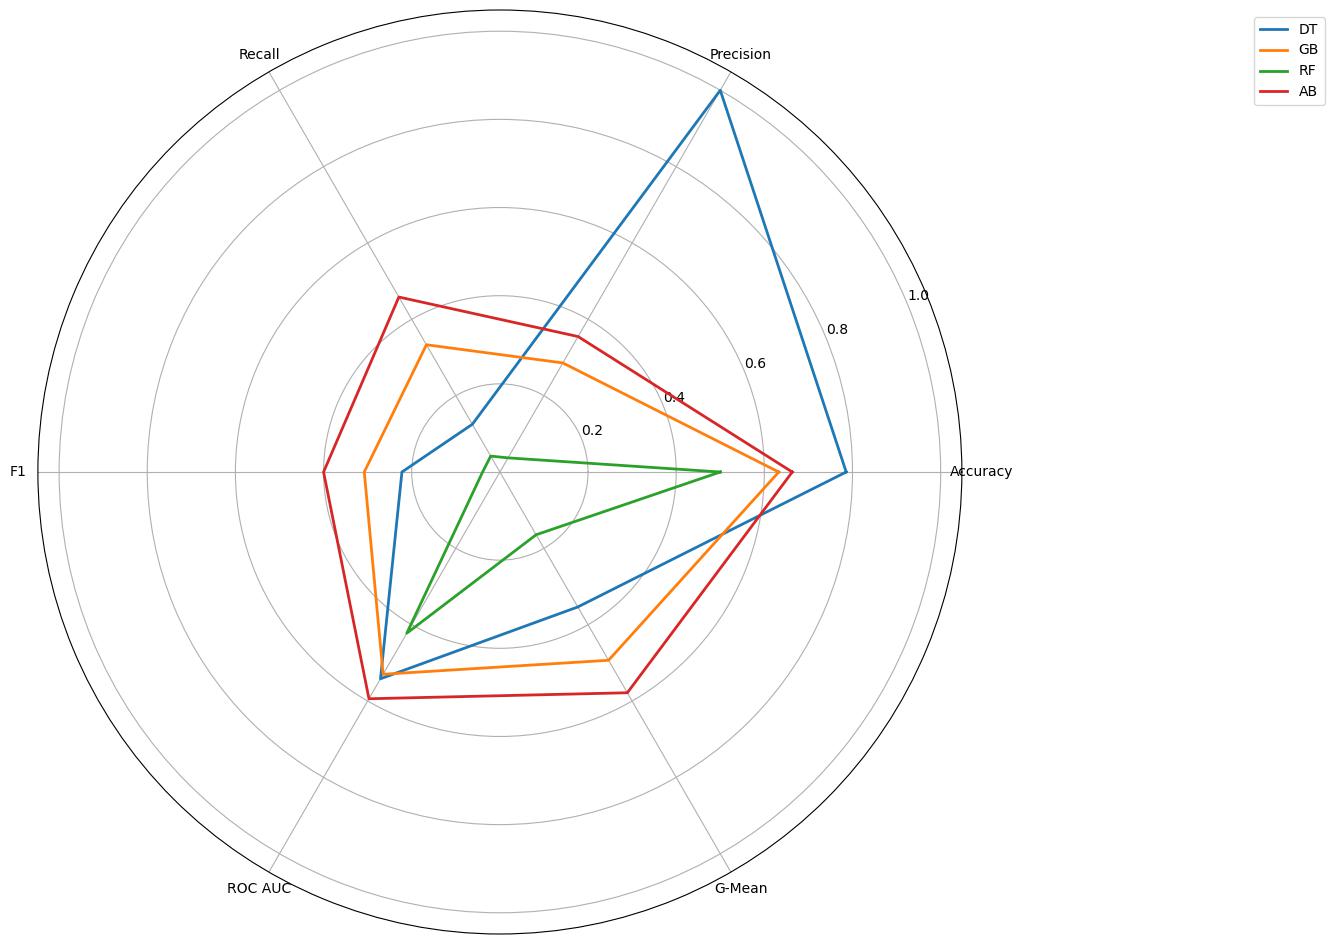 DT
GB
RF
AB
Recall
Precision
1.0
0.8
0.6
0.4
0.2
F1
Accuracy
ROC AUC
G-Mean